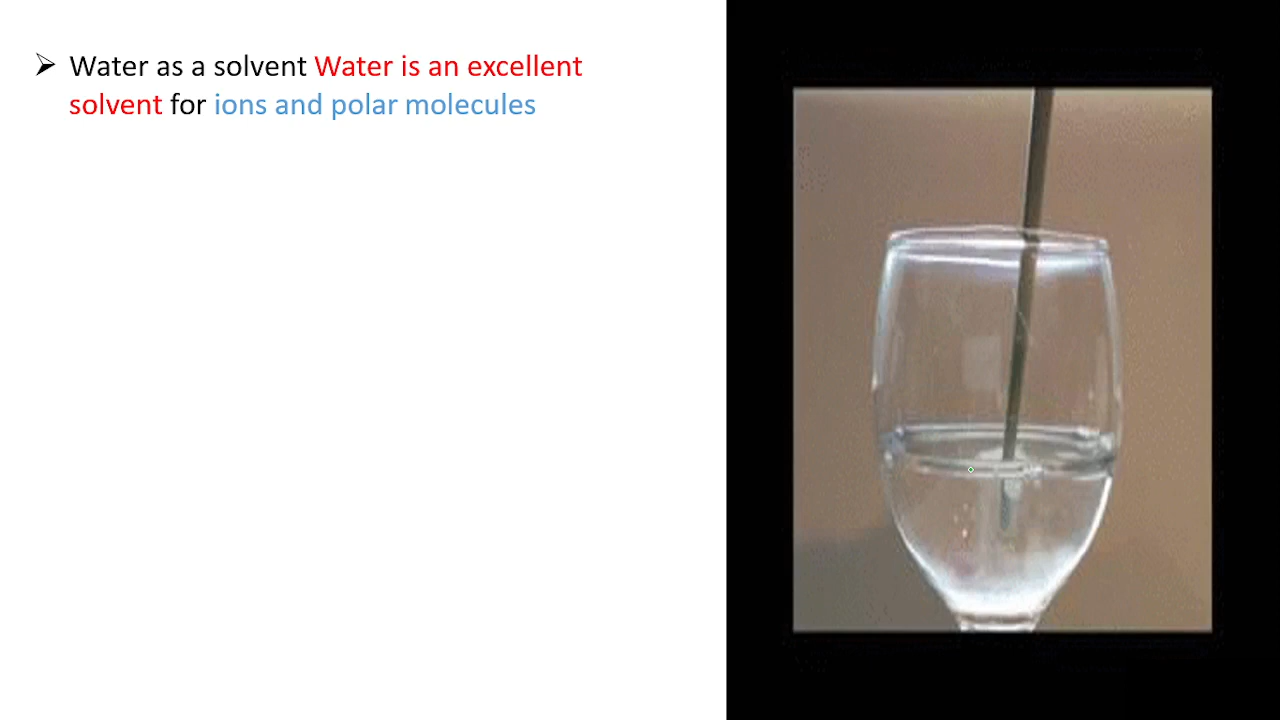 Water as a solvent Water is an excellent
solvent for ions and polar molecules